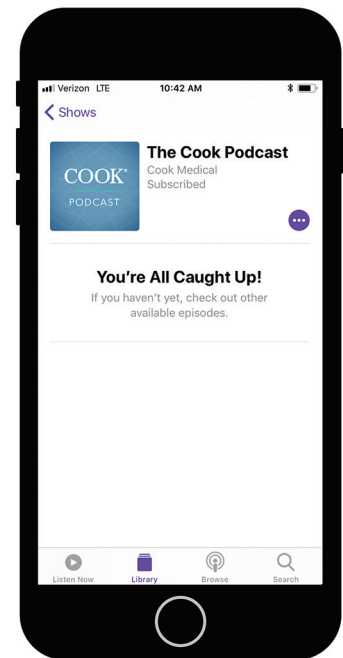 Verizon LTE 10:42 AM
Shows
COOK®
PODCAST
The Cook Podcast
Cook Medical
Subscribed
You’re All Caught Up!
If you haven’t yet, check out other
available episodes.
Listen Now Library Browse Search